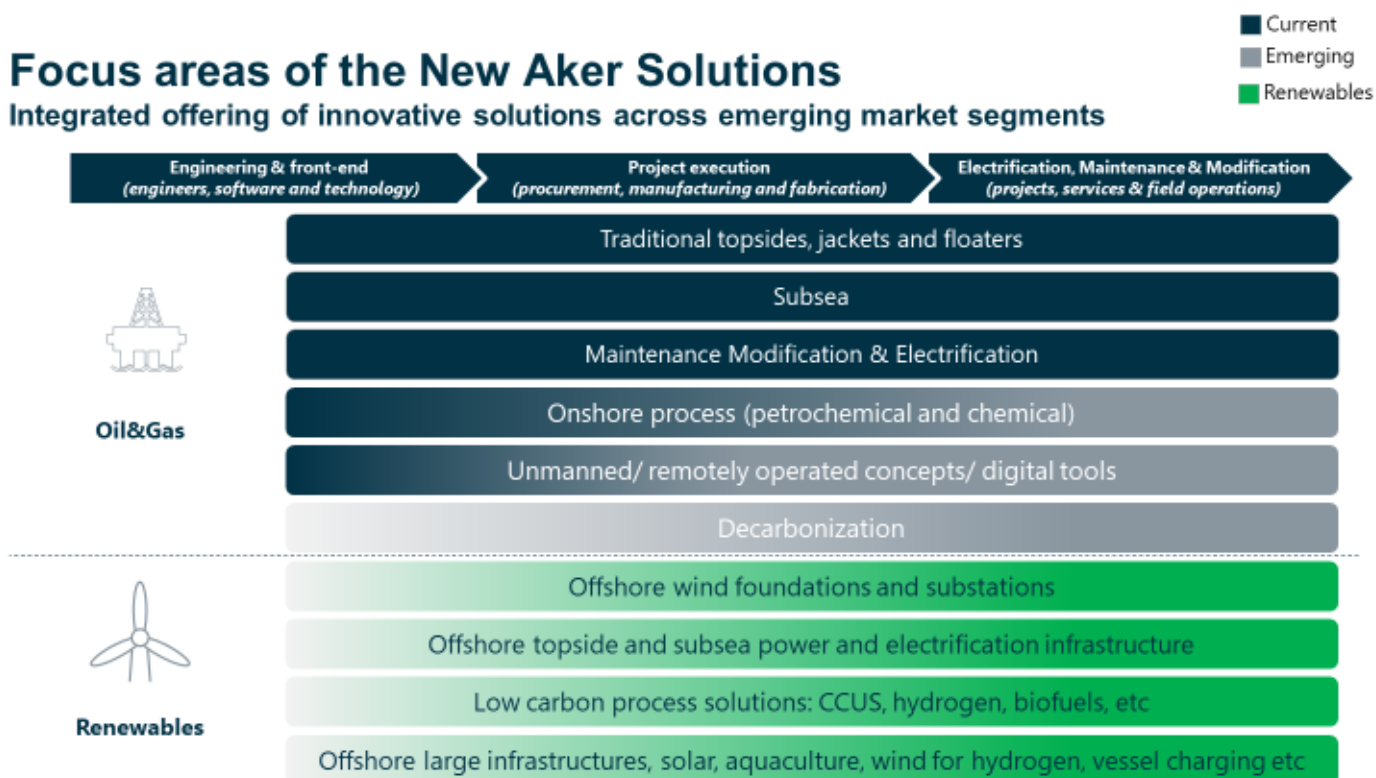 Current
Emerging
Renewables
Focus areas of the New Aker Solutions
Integrated offering of innovative solutions across emerging market segments
Engineering & front-end
(engineers, software and technology)
Project execution
(procurement, manufacturing and fabrication)
Electrification, Maintenance & Modification
(projects, services & field operations)
Traditional topsides, jackets and floaters
Subsea
Maintenance Modification & Electrification
Onshore process (petrochemical and chemical)
Unmanned/ remotely operated concepts/ digital tools
Decarbonization
Oil&Gas
Offshore wind foundations and substations
Offshore topside and subsea power and electrification infrastructure
Low carbon process solutions: CCUS, hydrogen, biofuels, etc
Offshore large infrastructures, solar, aquaculture, wind for hydrogen, vessel charging etc
Renewables